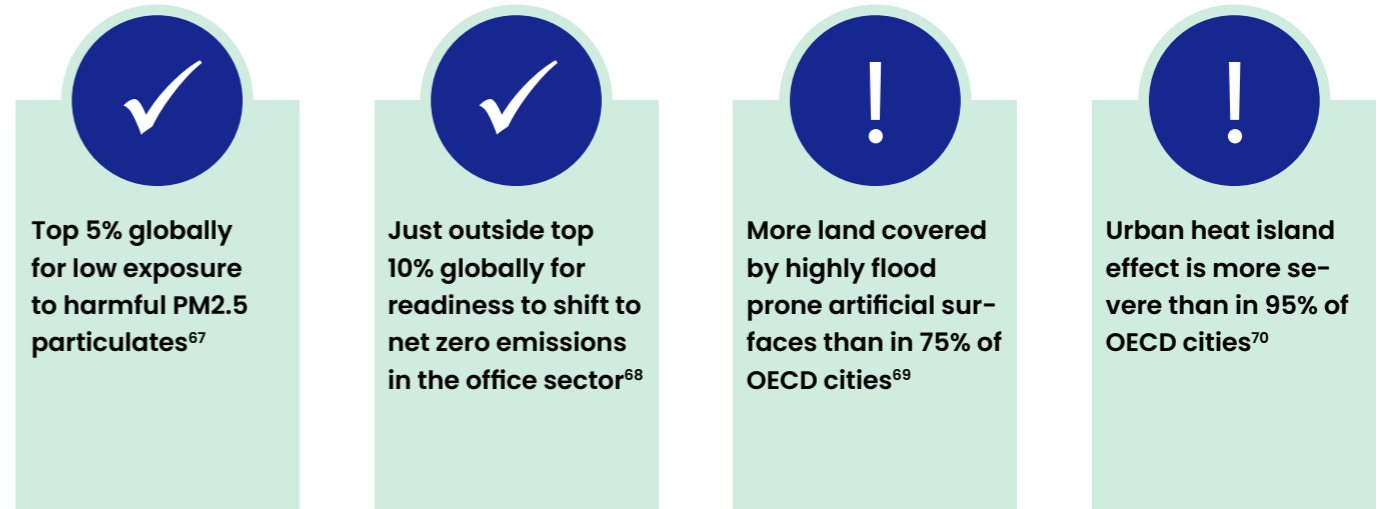 Top 5% globally
for low exposure
to harmful PM2.5
particulates⁶⁷
Just outside top
10% globally for
readiness to shift to
net zero emissions
in the office sector⁶⁸
More land covered
by highly flood
prone artificial sur-
faces than in 75% of
OECD cities⁶⁹
Urban heat island
effect is more se-
vere than in 95% of
OECD cities⁷⁰